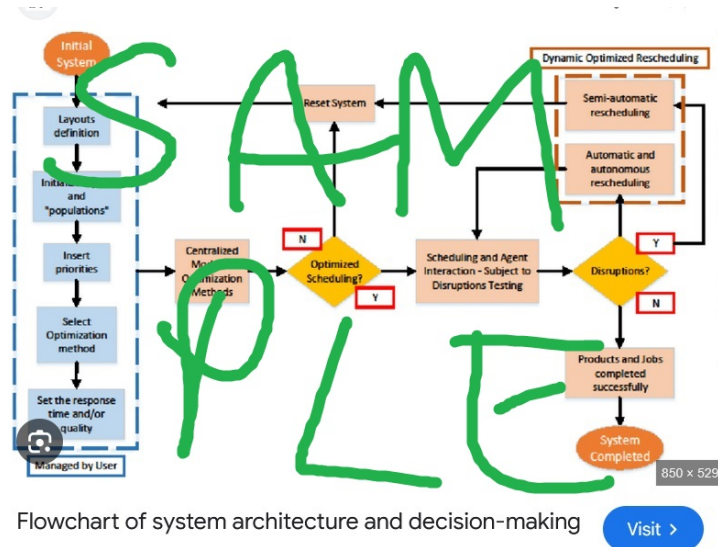 Initial
System
Dynamic Optimized Rescheduling
Layouts
definition
Reset System
Semi-automatic
rescheduling
Automatic and
autonomous
rescheduling
and
"populations"
Insert
priorities
Select
Optimization
method
Set the response
time and/or
quality
Managed by User
Centralized
Optimization
Methods
N
Optimized
Scheduling?
Y
Scheduling and Agent
Interaction - Subject to
Disruptions Testing
Disruptions?
Y
N
Products and Jobs
completed
successfully
System
Completed
SAM
PLE
850 × 529
Flowchart of system architecture and decision-making
Visit >